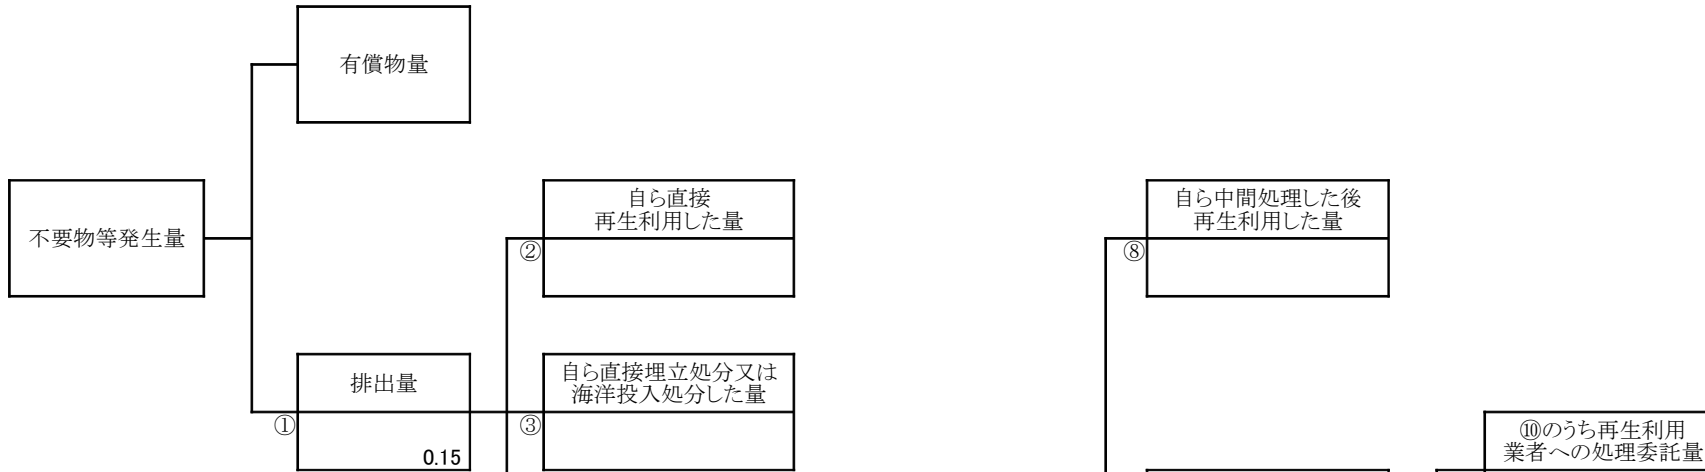 有償物量
不要物等発生量
自ら直接
再生利用した量
②
自ら中間処理した後
再生利用した量
⑧
排出量
①
0.15
自ら直接埋立処分又は
海洋投入処分した量
③
⑩のうち再生利用
業者への処理委託量